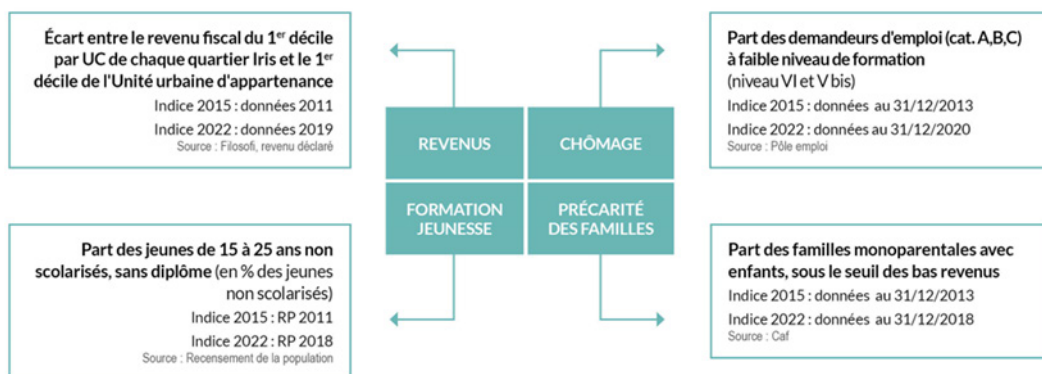 Écart entre le revenu fiscal du 1er décile
par UC de chaque quartier Iris et le 1er
décile de l'Unité urbaine d'appartenance
Indice 2015 : données 2011
Indice 2022 : données 2019
Source : Filosofi, revenu déclaré
Part des demandeurs d'emploi (cat. A,B,C)
à faible niveau de formation
(niveau VI et V bis)
Indice 2015 : données au 31/12/2013
Indice 2022 : données au 31/12/2020
Source : Pôle emploi
REVENUS
CHÔMAGE
FORMATION
JEUNESSE
PRÉCARITÉ
DES FAMILLES
Part des jeunes de 15 à 25 ans non
scolarisés, sans diplôme (en % des jeunes
non scolarisés)
Indice 2015 : RP 2011
Indice 2022 : RP 2018
Source : Recensement de la population
Part des familles monoparentales avec
enfants, sous le seuil des bas revenus
Indice 2015 : données au 31/12/2013
Indice 2022 : données au 31/12/2018
Source : Caf